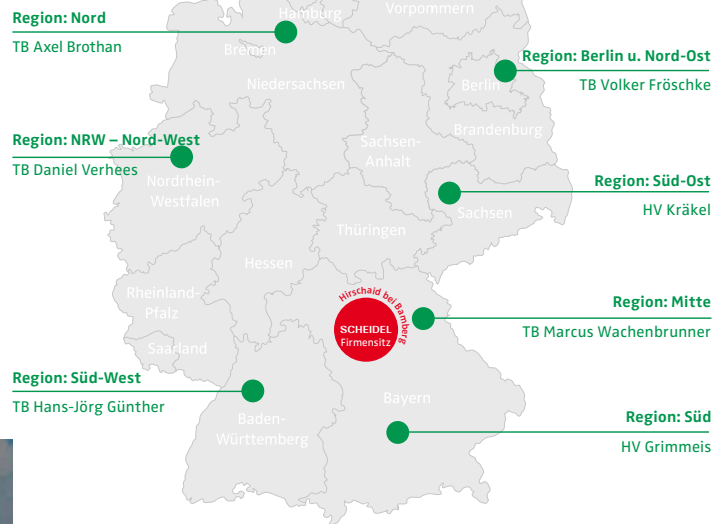 Region: Nord
TB Axel Brothan
Hamburg
Vorpommern
Bremen
Niedersachsen
Region: Berlin u. Nord-Ost
TB Volker Fröschke
Berlin
Brandenburg
Region: NRW – Nord-West
TB Daniel Verhees
Nordrhein-
Westfalen
Sachsen-
Anhalt
Region: Süd-Ost
HV Kräkel
Sachsen
Thüringen
Hessen
Rheinland-
Pfalz
Saarland
Hirschaid bei Bamberg
SCHEIDEL
Firmensitz
Region: Mitte
TB Marcus Wachenbrunner
Region: Süd-West
TB Hans-Jörg Günther
Baden-
Württemberg
Bayern
Region: Süd
HV Grimmeis